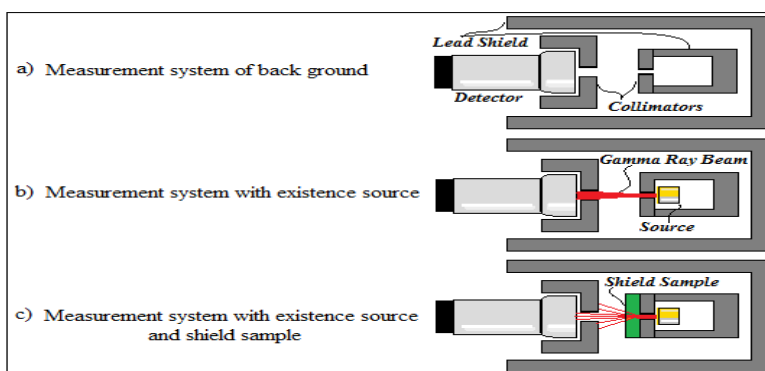 Lead Shield
a) Measurement system of back ground
Detector
Collimators
Gamma Ray Beam
b) Measurement system with existence source
Source
Shield Sample
c) Measurement system with existence source
and shield sample